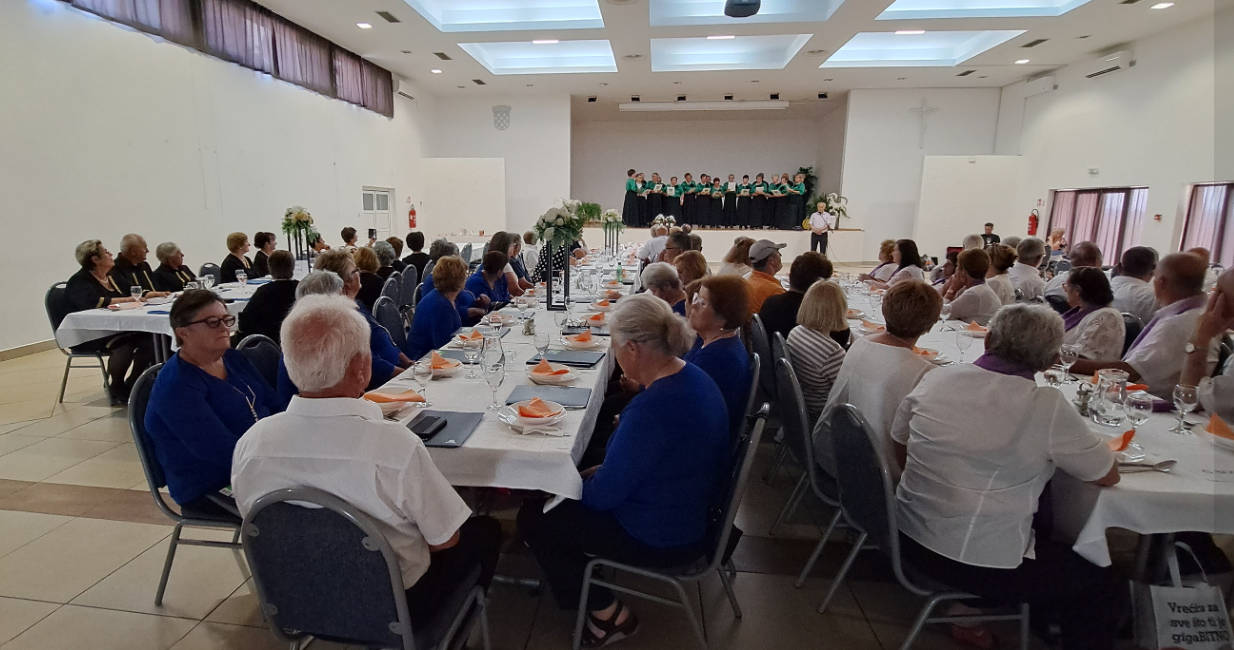 Vrećica za
sve što ti je
gigaBITNO